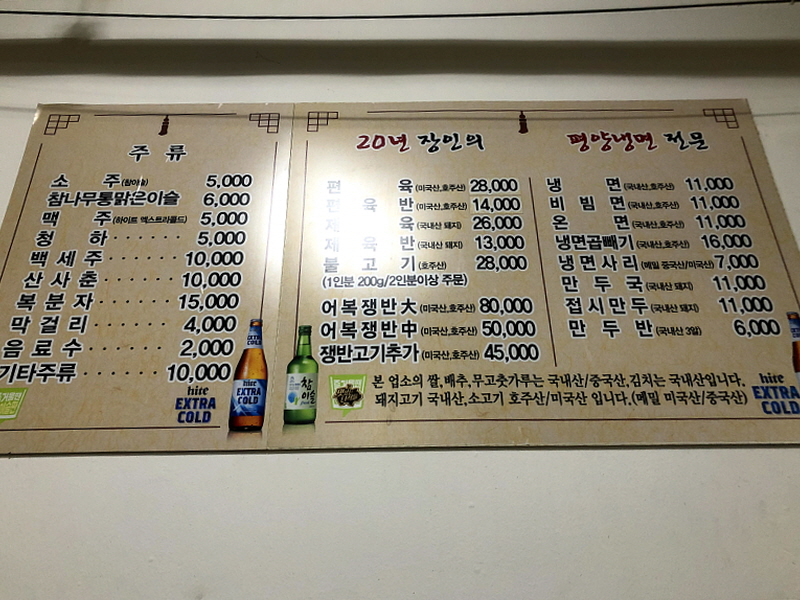 주 류
소 주(참이슬) 5,000
참나무통맑은이슬 6,000
맥 주(하이트 엑스트라콜드) 5,000
청 하 · · · · · · 5,000
백 세 주 · · · · · 10,000
산 사 춘 · · · · · 10,000
복 분 자 · · · · · 15,000
막 걸 리 · · · · · 4,000
음 료 수 · · · · · 2,000
기타주류 · · · · · 10,000
hite
EXTRA
COLD
hite
EXTRA
COLD
참
이슬
20년 장인의 평양냉면 전문
편 육 (미국산,호주산) 28,000
편 육 반 (미국산,호주산) 14,000
제 육 (국내산 돼지) 26,000
제 육 반 (국내산 돼지) 13,000
불 고 기 (호주산) 28,000
(1인분 200g/2인분이상 주문)
어복쟁반大 (미국산,호주산) 80,000
어복쟁반中 (미국산,호주산) 50,000
쟁반고기추가 (미국산,호주산) 45,000
냉 면 (국내산,호주산) 11,000
비 빔 면 (국내산,호주산) 11,000
온 면 (국내산,호주산) 11,000
냉면곱빼기 (국내산,호주산) 16,000
냉 면 사 리 (메밀 중국산/미국산) 7,000
만 두 국 (국내산 돼지) 11,000
접 시 만 두 (국내산 돼지) 11,000
만 두 반 (국내산 3알) 6,000
본 업소의 쌀,배추,무고춧가루는 국내산/중국산,김치는 국내산입니다,
돼지고기 국내산,소고기 호주산/미국산 입니다,(메밀 미국산/중국산)
hite
EXTRA
COLD